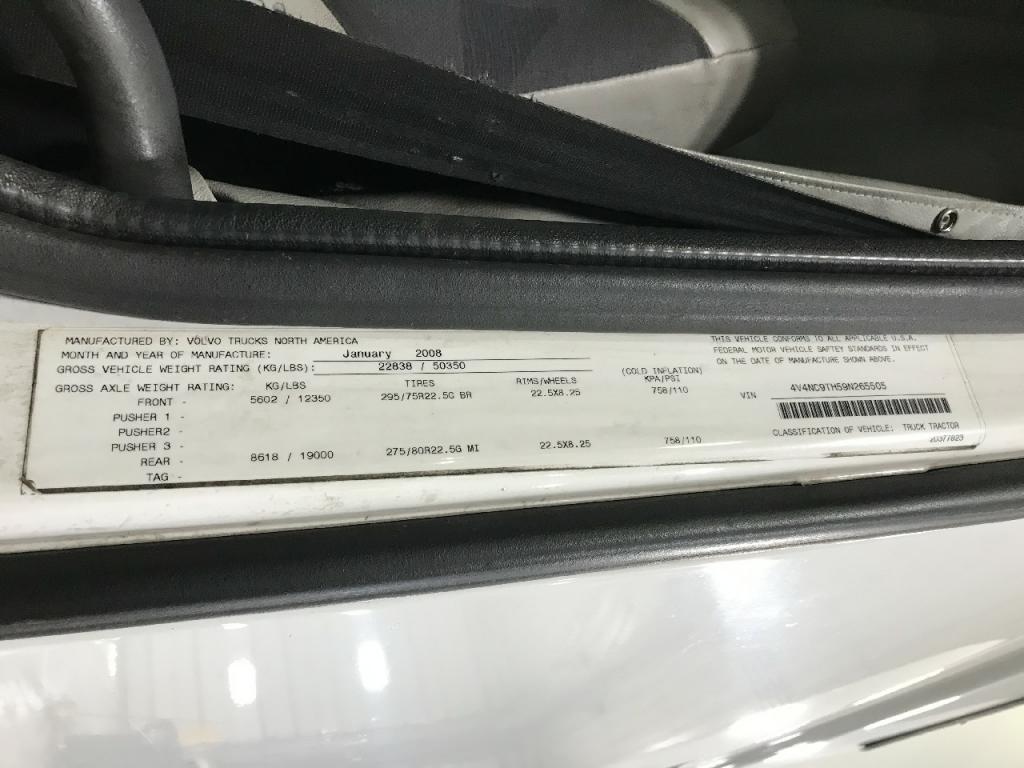 MANUFACTURED BY: VOLVO TRUCKS NORTH AMERICA
MONTH AND YEAR OF MANUFACTURE: January 2008
GROSS VEHICLE WEIGHT RATING (KG/LBS): 22838 / 50350
THIS VEHICLE CONFORMS TO ALL APPLICABLE U.S.A.
FEDERAL MOTOR VEHICLE SAFTEY STANDARDS IN EFFECT
ON THE DATE OF MANUFACTURE SHOWN ABOVE.
GROSS AXLE WEIGHT RATING: KG/LBS TIRES RIMS/WHEELS (COLD INFLATION) KPA/PSI
FRONT - 5602 / 12350 295/75R22.5G BR 22.5X8.25 758/110
PUSHER 1 -
PUSHER2 -
PUSHER 3 -
REAR - 8618 / 19000 275/80R22.5G MI 22.5X8.25 758/110
TAG -
VIN 4V4NC9TH59N265505
CLASSIFICATION OF VEHICLE: TRUCK TRACTOR
20377823